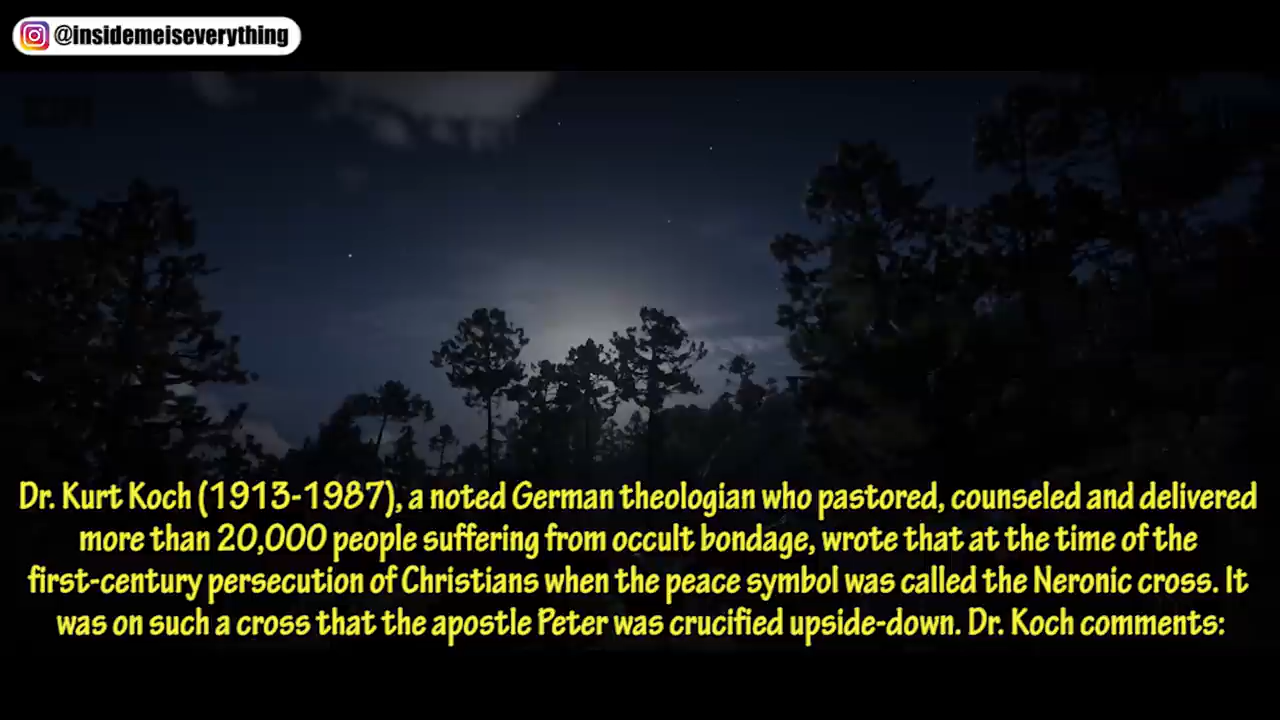 @insidemeiseverything
Dr. Kurt Koch (1913-1987), a noted German theologian who pastored, counseled and delivered
more than 20,000 people suffering from occult bondage, wrote that at the time of the
first-century persecution of Christians when the peace symbol was called the Neronic cross. It
was on such a cross that the apostle Peter was crucified upside-down. Dr. Koch comments: